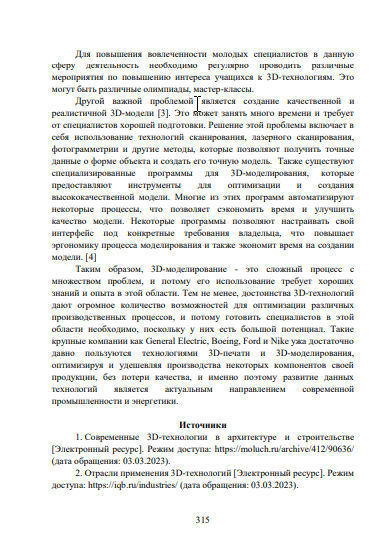 Для повышения вовлеченности молодых специалистов в данную
сферу деятельность необходимо регулярно проводить различные
мероприятия по повышению интереса учащихся к 3D-технологиям. Это
могут быть различные олимпиады, мастер-классы.
Другой важной проблемой является создание качественной и
реалистичной 3D-модели [3]. Это может занять много времени и требует
от специалистов хорошей подготовки. Решение этой проблемы включает в
себя использование технологий сканирования, лазерного сканирования,
фотограмметрии и другие методы, которые позволяют получить точные
данные о форме объекта и создать его точную модель. Также существуют
специализированные программы для 3D-моделирования, которые
предоставляют инструменты для оптимизации и создания
высококачественной модели. Многие из этих программ автоматизируют
некоторые процессы, что позволяет сэкономить время и улучшить
качество модели. Некоторые программы позволяют настраивать свой
интерфейс под конкретные требования владельца, что повышает
эргономику процесса моделирования и также экономит время на создании
модели. [4]
Таким образом, 3D-моделирование - это сложный процесс с
множеством проблем, и потому его использование требует хороших
знаний и опыта в этой области. Тем не менее, достоинства 3D-технологий
дают огромное количество возможностей для оптимизации различных
производственных процессов, и потому готовить специалистов в этой
области необходимо, поскольку у них есть большой потенциал. Такие
крупные компании как General Electric, Boeing, Ford и Nike ужа достаточно
давно пользуются технологиями 3D-печати и 3D-моделирования,
оптимизируя и удешевляя производства некоторых компонентов своей
продукции, без потери качества, и именно поэтому развитие данных
технологий является актуальным направлением современной
промышленности и энергетики.
Источники
1. Современные 3D-технологии в архитектуре и строительстве
[Электронный ресурс]. Режим доступа: https://moluch.ru/archive/412/90636/
(дата обращения: 03.03.2023).
2. Отрасли применения 3D-технологий [Электронный ресурс]. Режим
доступа: https://iqb.ru/industries/ (дата обращения: 03.03.2023).
315